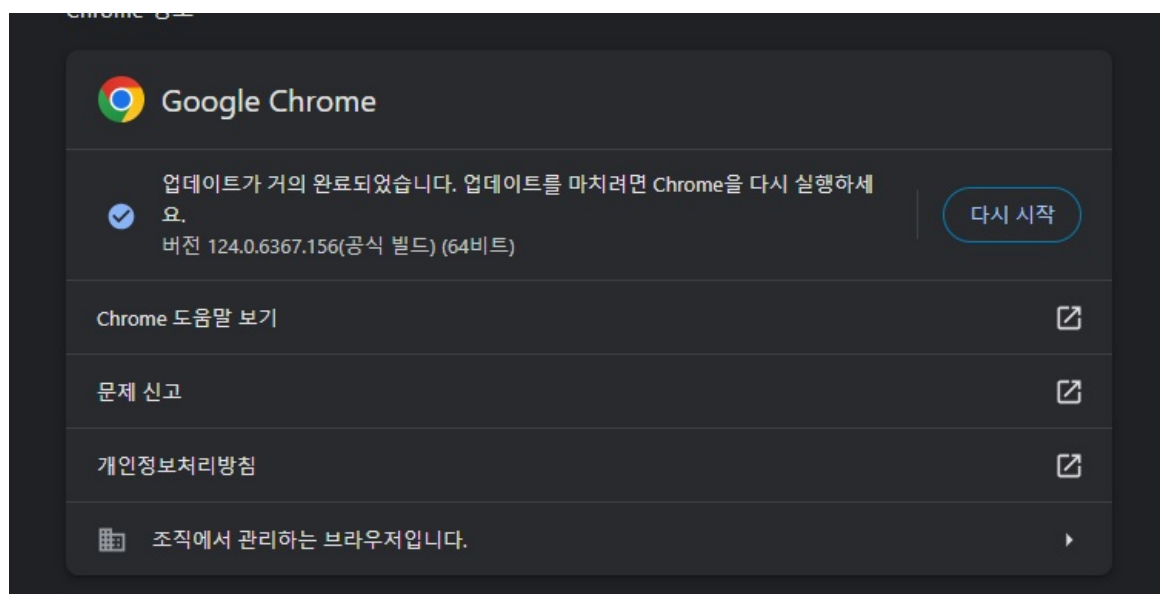 Chrome 정보
Google Chrome
업데이트가 거의 완료되었습니다. 업데이트를 마치려면 Chrome을 다시 실행하세
요.
버전 124.0.6367.156(공식 빌드) (64비트)
다시 시작
Chrome 도움말 보기
문제 신고
개인정보처리방침
조직에서 관리하는 브라우저입니다.